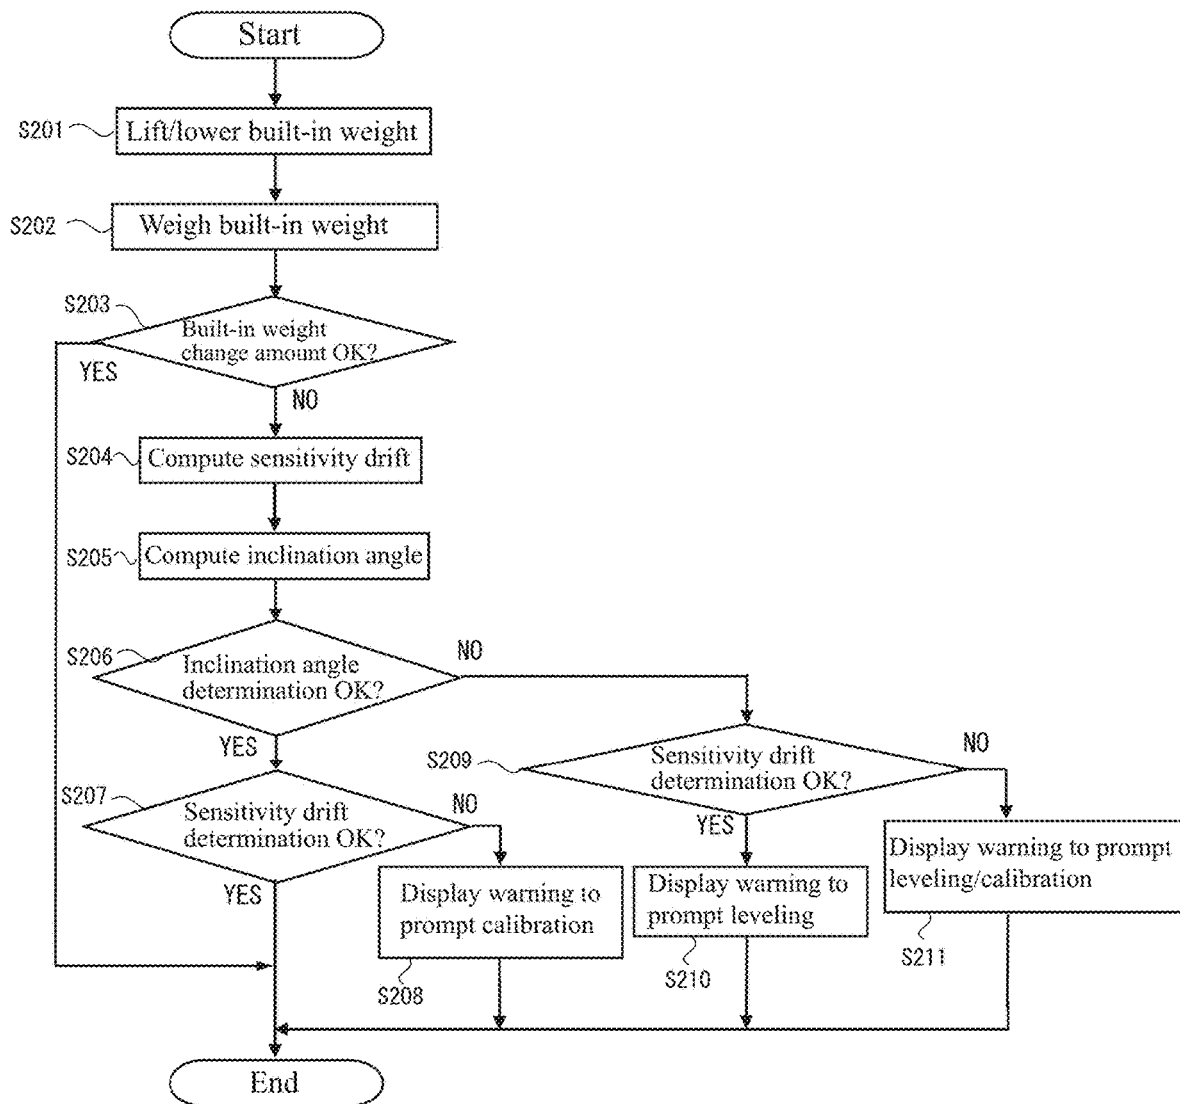 Start
S201
Lift/lower built-in weight
S202
Weigh built-in weight
S203
Built-in weight
change amount OK?
YES
NO
S204
Compute sensitivity drift
S205
Compute inclination angle
S206
Inclination angle
determination OK?
NO
YES
S207
Sensitivity drift
determination OK?
NO
YES
S208
Display warning to
prompt calibration
S209
Sensitivity drift
determination OK?
NO
YES
Display warning to
prompt leveling
S210
Display warning to prompt
leveling/calibration
S211
End